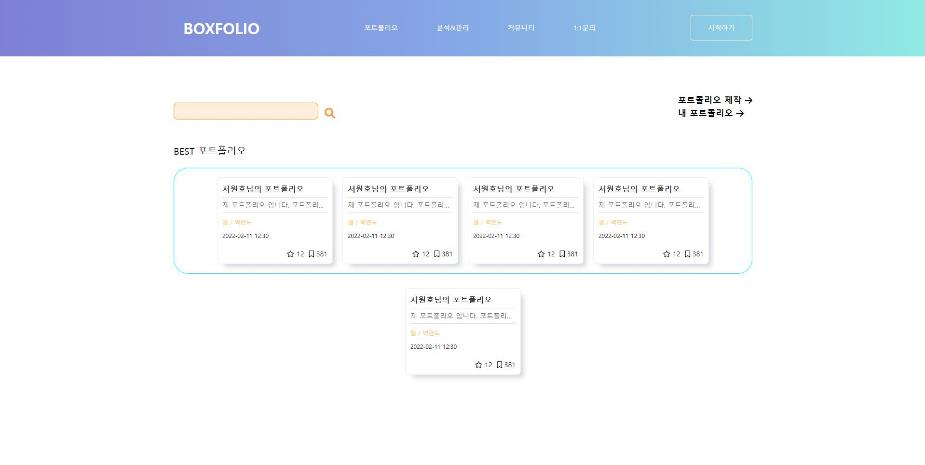 BOXFOLIO
포트폴리오 분석&관리 커뮤니티 1:1문의 시작하기
포트폴리오 제작 →
내 포트폴리오 →
BEST 포트폴리오
서원호님의 포트폴리오 서원호님의 포트폴리오 서원호님의 포트폴리오 서원호님의 포트폴리오
제 포트폴리오 입니다. 포트폴리... 제 포트폴리오 입니다. 포트폴리... 제 포트폴리오 입니다. 포트폴리... 제 포트폴리오 입니다. 포트폴리...
웹 / 백엔드 웹 / 백엔드 웹 / 백엔드 웹 / 백엔드
2022-02-11 12:30 2022-02-11 12:30 2022-02-11 12:30 2022-02-11 12:30
12 381 12 381 12 381 12 381
서원호님의 포트폴리오
제 포트폴리오 입니다. 포트폴리...
웹 / 백엔드
2022-02-11 12:30
12 381